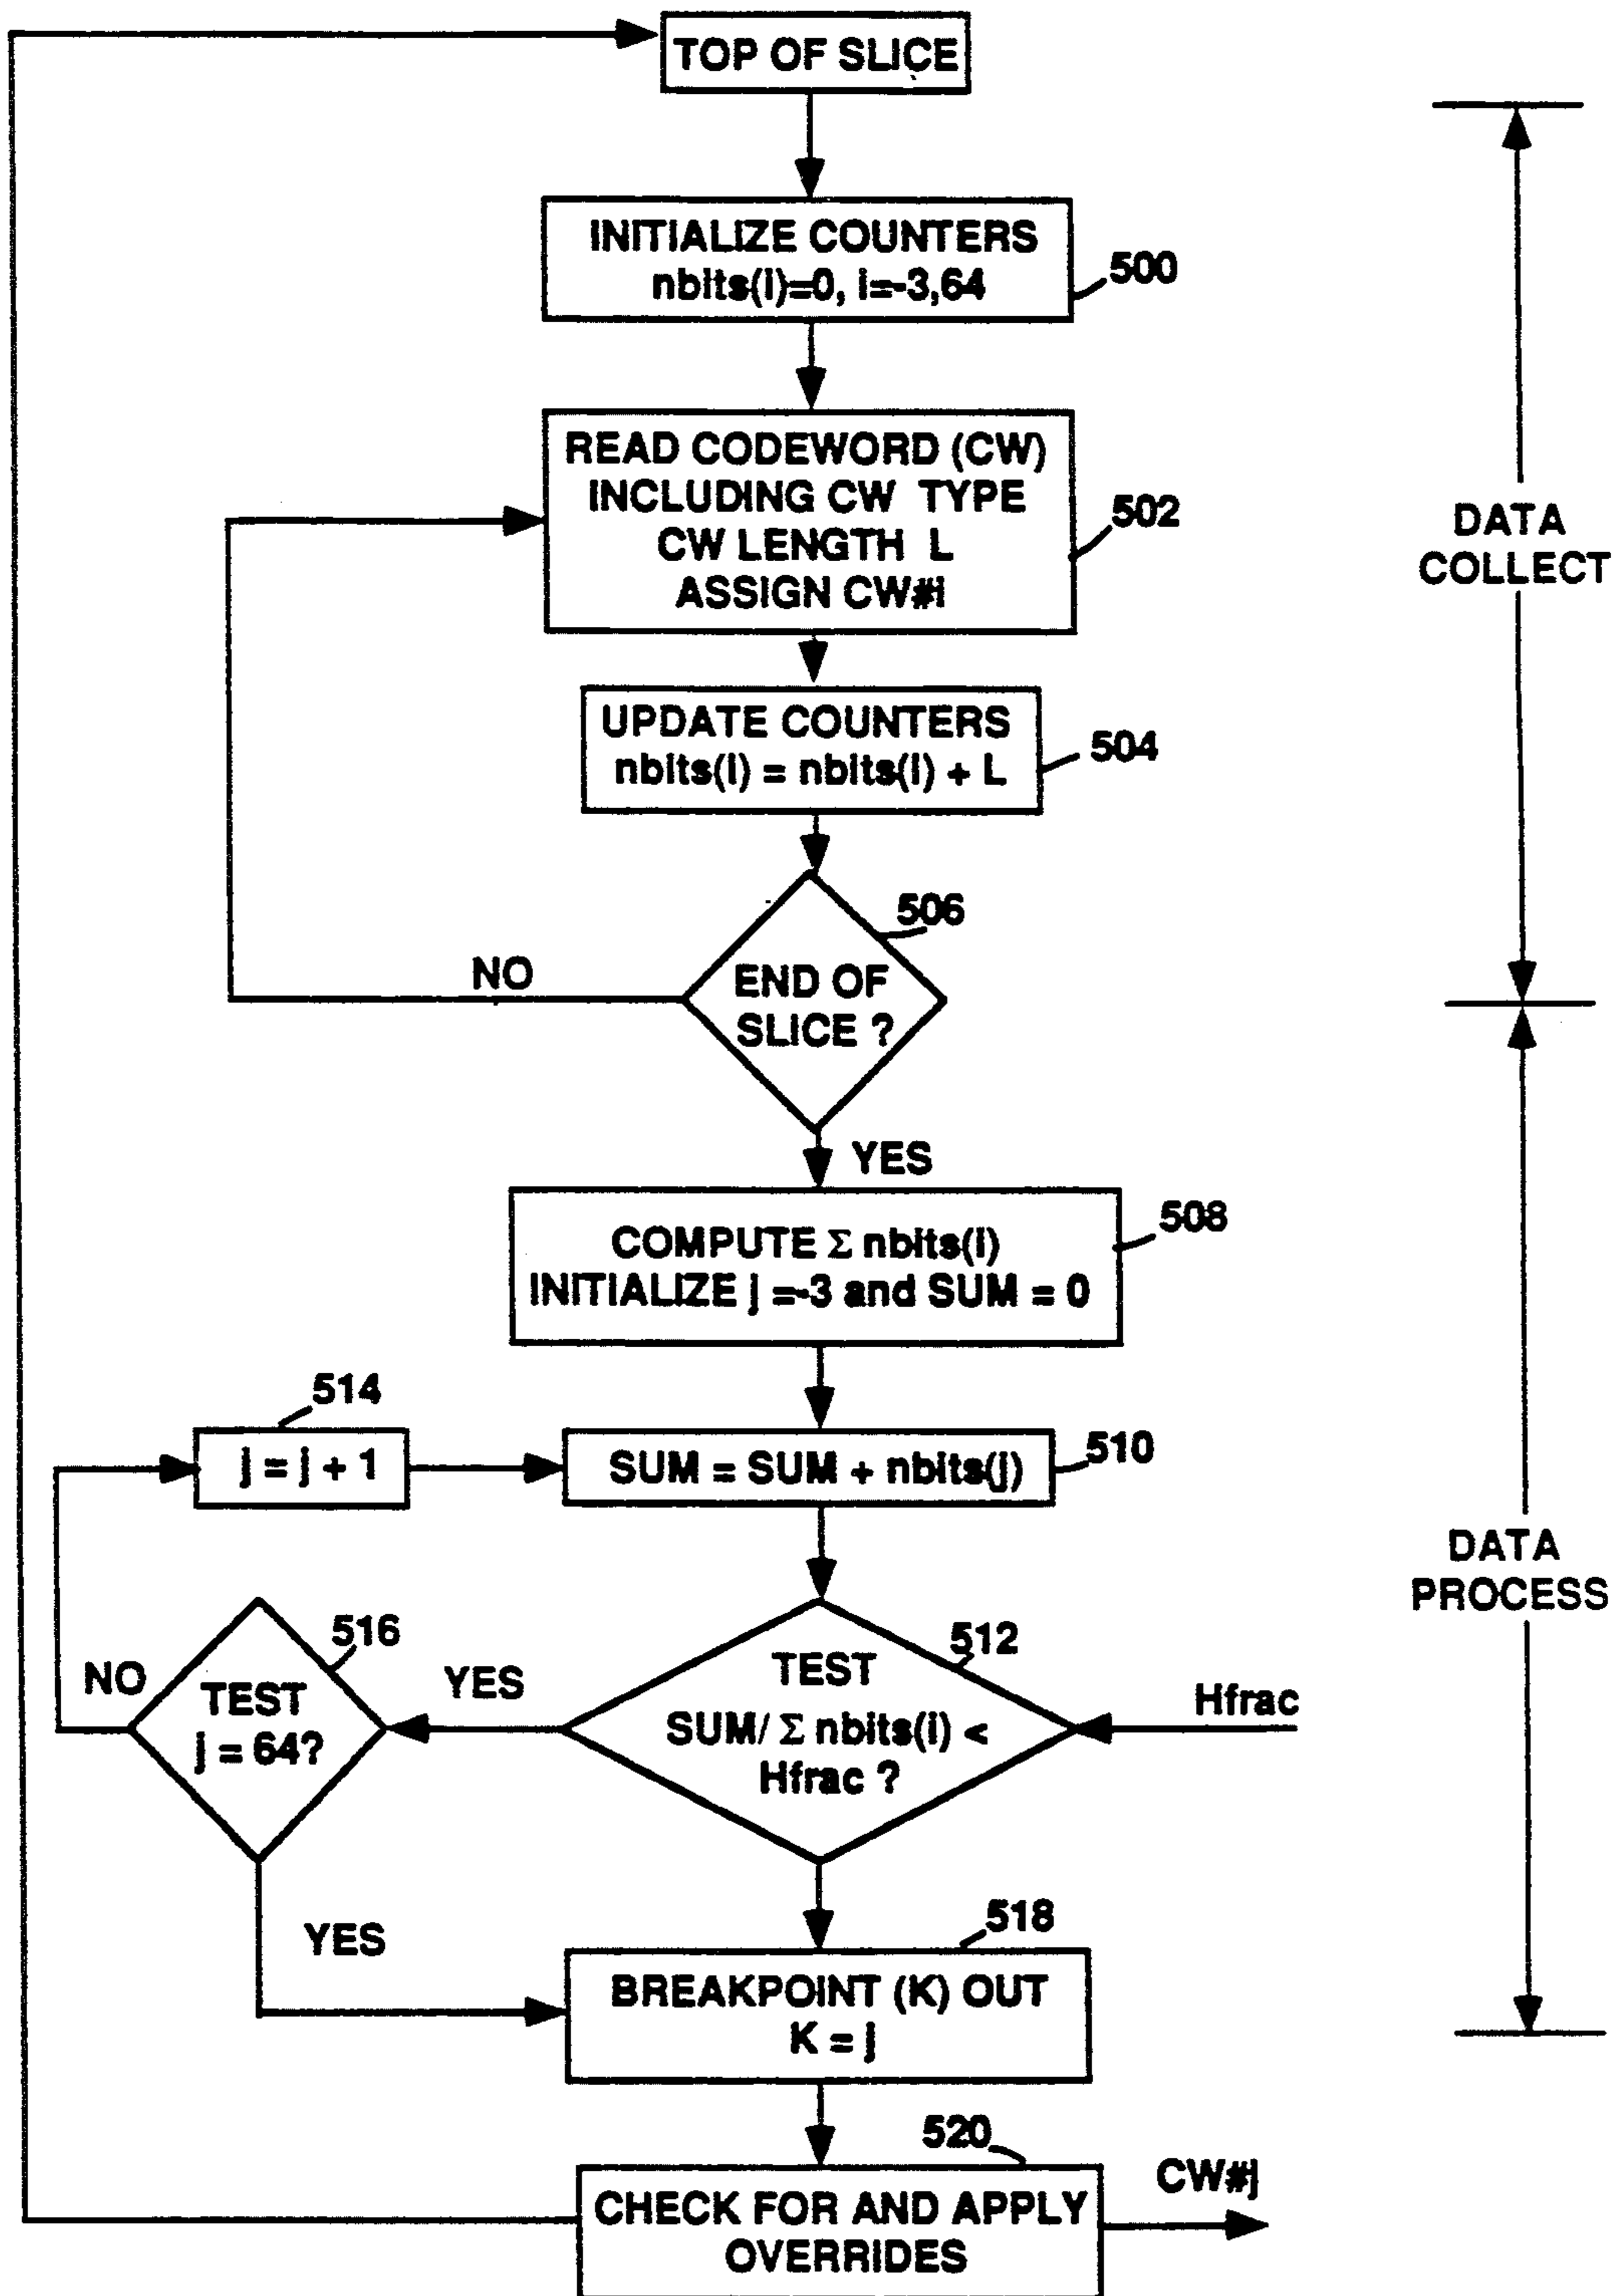 TOP OF SLICE
INITIALIZE COUNTERS
nbits(i)=0, i=-3,64
500
READ CODEWORD (CW)
INCLUDING CW TYPE
CW LENGTH L
ASSIGN CW#i
502
DATA
COLLECT
UPDATE COUNTERS
nbits(i) = nbits(i) + L
504
506
END OF
SLICE ?
NO
YES
COMPUTE Σ nbits(i)
INITIALIZE j =-3 and SUM = 0
508
514
j = j + 1
SUM = SUM + nbits(j)
510
DATA
PROCESS
516
NO
TEST
j = 64?
YES
512
TEST
SUM/ Σ nbits(i) <
Hfrac ?
Hfrac
YES
518
BREAKPOINT (K) OUT
K = j
520
CHECK FOR AND APPLY
OVERRIDES
CW#j